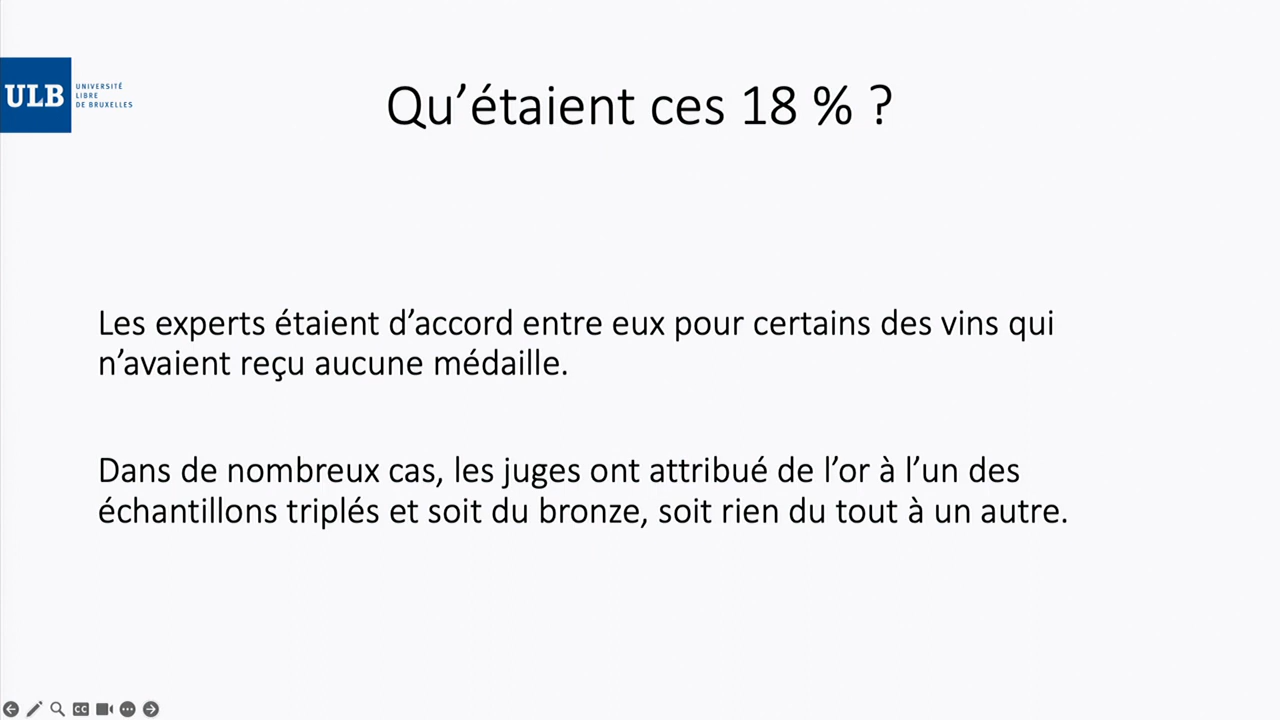 ULB
UNIVERSITÉ
LIBRE
DE BRUXELLES
Qu’étaient ces 18 % ?
Les experts étaient d’accord entre eux pour certains des vins qui
n’avaient reçu aucune médaille.
Dans de nombreux cas, les juges ont attribué de l’or à l’un des
échantillons triplés et soit du bronze, soit rien du tout à un autre.
CC